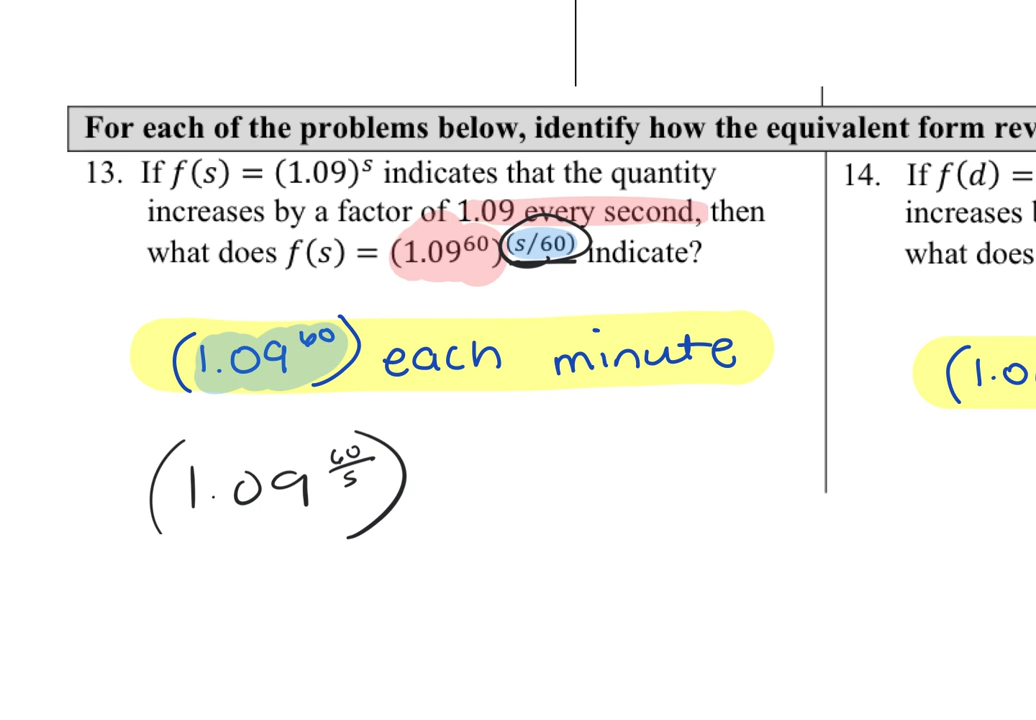 For each of the problems below, identify how the equivalent form rev
13. If f(s) = (1.09)^s indicates that the quantity
increases by a factor of 1.09 every second, then
what does f(s) = (1.09^60)^(s/60) indicate?
(1.09^60) each minute
(1.09^60/s)
14. If f(d) =
increases
what does
(1.0